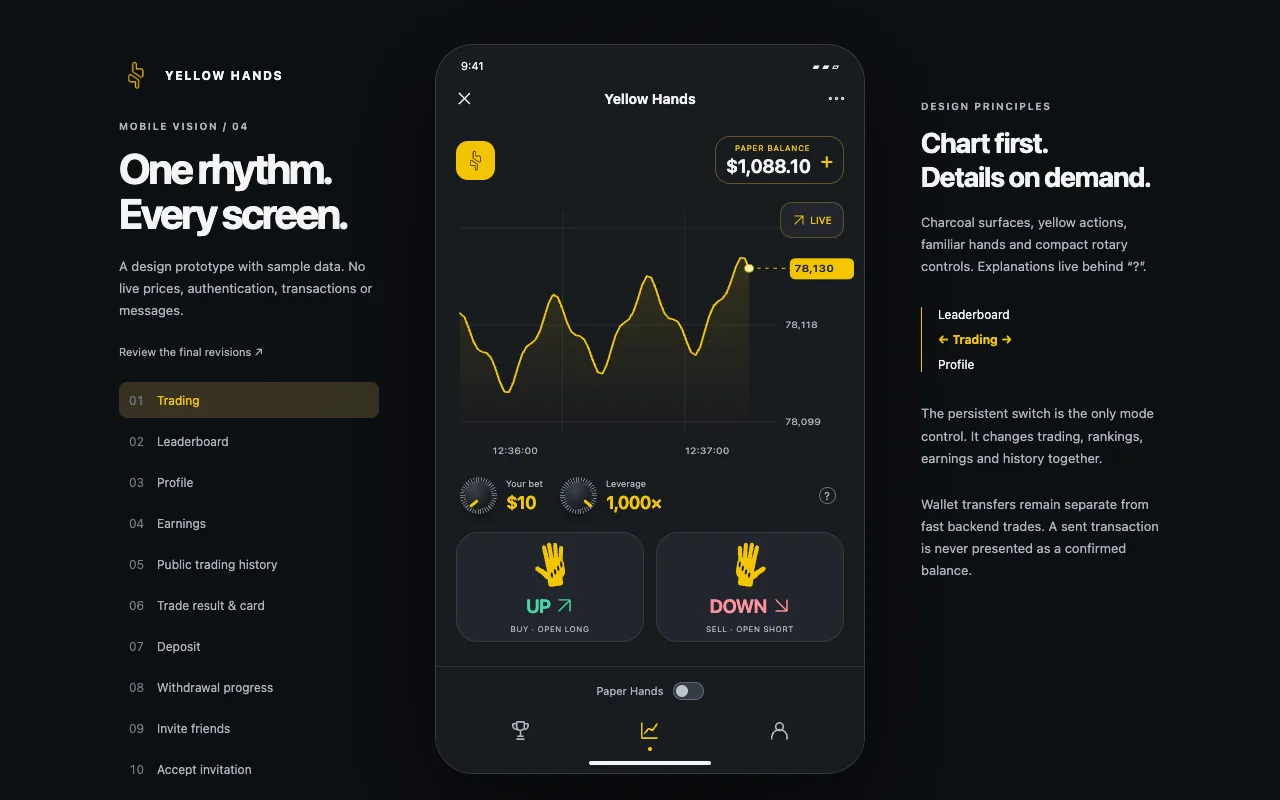 YELLOW HANDS
MOBILE VISION / 04
One rhythm.
Every screen.
A design prototype with sample data. No
live prices, authentication, transactions or
messages.
Review the final revisions ↗
01 Trading
02 Leaderboard
03 Profile
04 Earnings
05 Public trading history
06 Trade result & card
07 Deposit
08 Withdrawal progress
09 Invite friends
10 Accept invitation
9:41
Yellow Hands
PAPER BALANCE
$1,088.10 +
LIVE
78,130
78,118
78,099
12:36:00
12:37:00
Your bet
$10
Leverage
1,000×
?
UP
BUY · OPEN LONG
DOWN
SELL · OPEN SHORT
Paper Hands
DESIGN PRINCIPLES
Chart first.
Details on demand.
Charcoal surfaces, yellow actions,
familiar hands and compact rotary
controls. Explanations live behind “?”.
Leaderboard
← Trading →
Profile
The persistent switch is the only mode
control. It changes trading, rankings,
earnings and history together.
Wallet transfers remain separate from
fast backend trades. A sent transaction
is never presented as a confirmed
balance.